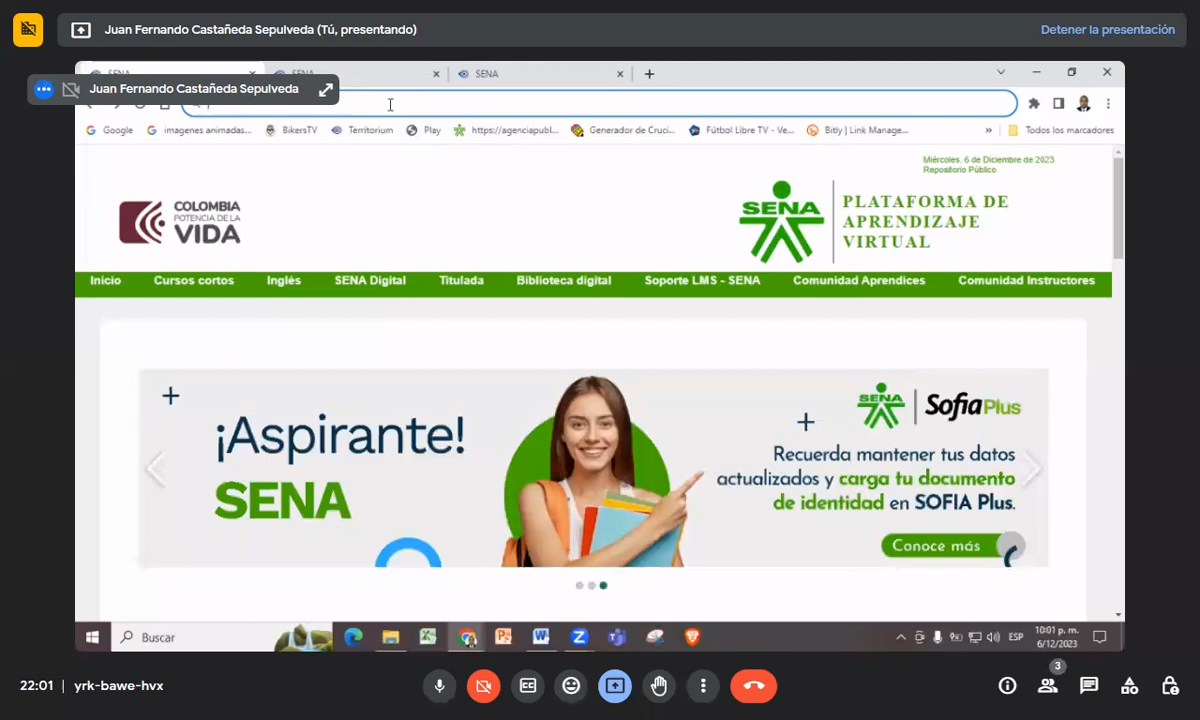 Juan Fernando Castañeda Sepulveda (Tú, presentando)
Detener la presentación
SENA
SENA
SENA
Juan Fernando Castañeda Sepulveda
Google
imagenes animadas...
BikersTV
Territorium
Play
https://agenciapubl...
Generador de Cruci...
Fútbol Libre TV - Ve...
Bitly | Link Manage...
»
Todos los marcadores
Miércoles, 6 de Diciembre de 2023
Repositorio Público
COLOMBIA
POTENCIA DE LA
VIDA
SENA
PLATAFORMA DE
APRENDIZAJE
VIRTUAL
Inicio
Cursos cortos
Inglés
SENA Digital
Titulada
Biblioteca digital
Soporte LMS - SENA
Comunidad Aprendices
Comunidad Instructores
¡Aspirante!
SENA
SENA
SofiaPlus
Recuerda mantener tus datos
actualizados y carga tu documento
de identidad en SOFIA Plus.
Conoce más
Buscar
ESP
10:01 p. m.
6/12/2023
22:01 | yrk-bawe-hvx
3